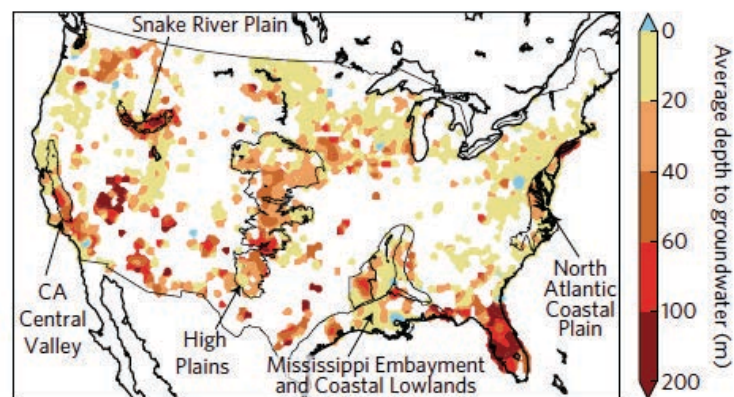 Snake River Plain
CA
Central
Valley
High
Plains
Mississippi Embayment
and Coastal Lowlands
North
Atlantic
Coastal
Plain
0
20
40
60
100
200
Average depth to groundwater (m)